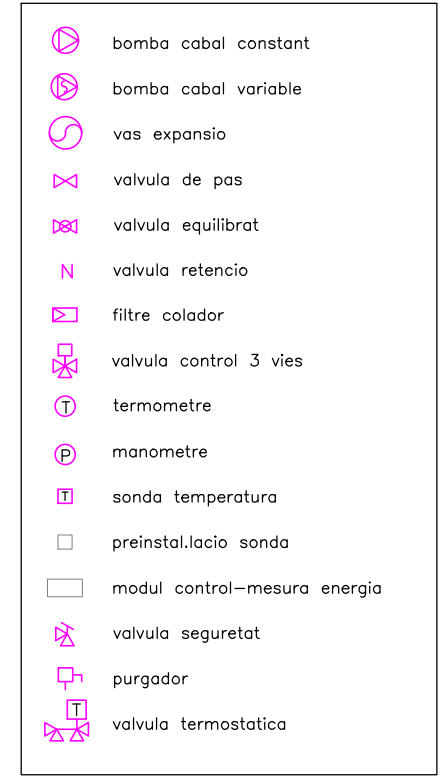 bomba cabal constant
bomba cabal variable
vas expansio
valvula de pas
valvula equilibrat
N valvula retencio
filtre colador
valvula control 3 vies
T termometre
P manometre
T sonda temperatura
preinstal.lacio sonda
modul control-mesura energia
valvula seguretat
purgador
T
valvula termostatica